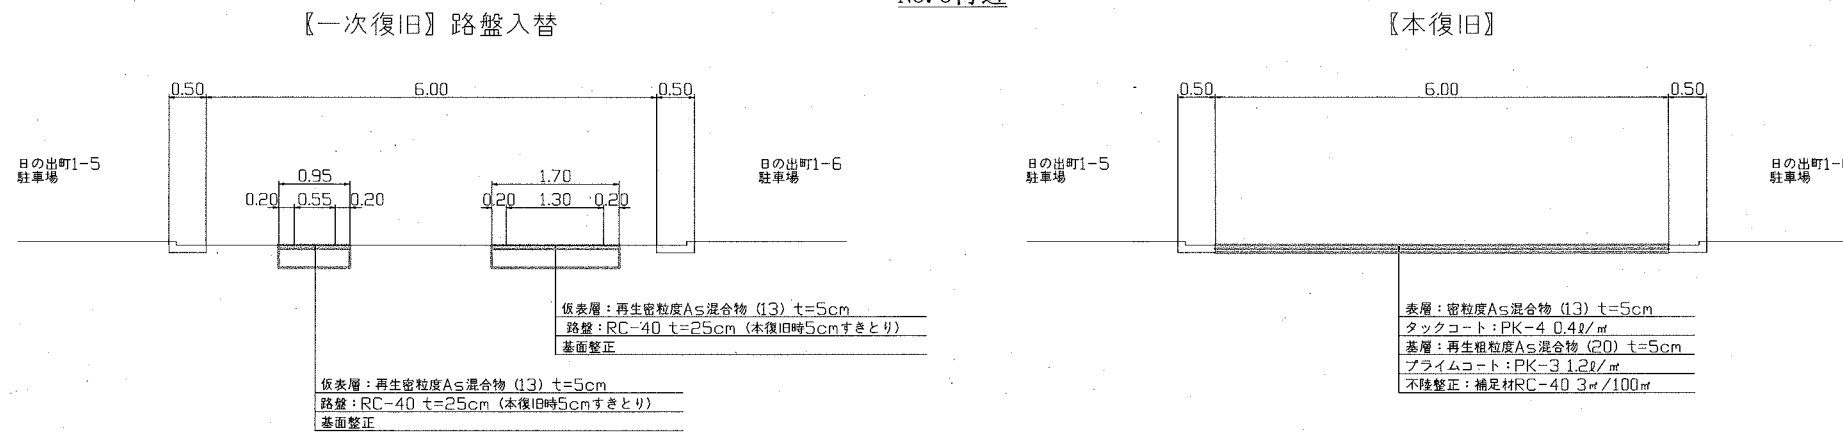 【一次復旧】路盤入替
0.50 6.00 0.50
日の出町1-5
駐車場
日の出町1-6
駐車場
0.95
0.20 0.55 0.20
1.70
0.20 1.30 0.20
仮表層：再生密粒度As混合物 (13) t=5cm
路盤：RC-40 t=25cm (本復旧時5cmすきとり)
基面整正
仮表層：再生密粒度As混合物 (13) t=5cm
路盤：RC-40 t=25cm (本復旧時5cmすきとり)
基面整正
【本復旧】
0.50 6.00 0.50
日の出町1-5
駐車場
日の出町1-
駐車場
表層：密粒度As混合物 (13) t=5cm
タックコート：PK-4 0.4ℓ/㎡
基層：再生粗粒度As混合物 (20) t=5cm
プライムコート：PK-3 1.2ℓ/㎡
不陸整正：補足材RC-40 3㎥/100㎡